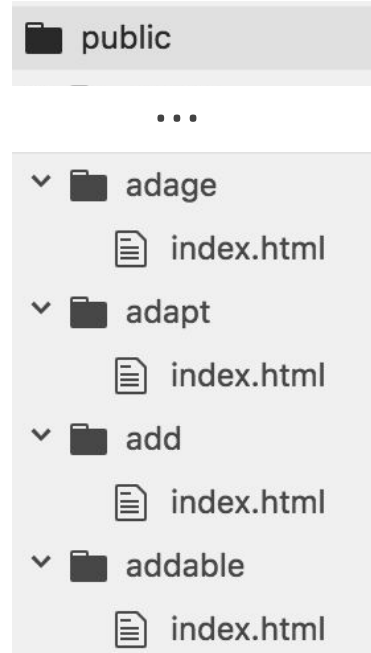 public
...
adage
index.html
adapt
index.html
add
index.html
addable
index.html